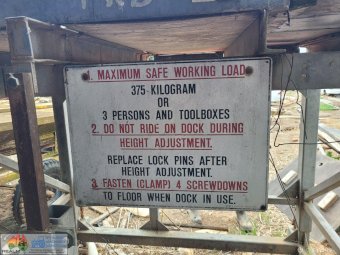 1. MAXIMUM SAFE WORKING LOAD
375 KILOGRAM
OR
3 PERSONS AND TOOLBOXES
2. DO NOT RIDE ON DOCK DURING
HEIGHT ADJUSTMENT.
REPLACE LOCK PINS AFTER
HEIGHT ADJUSTMENT.
3. FASTEN (CLAMP) 4 SCREWDOWNS
TO FLOOR WHEN DOCK IN USE.